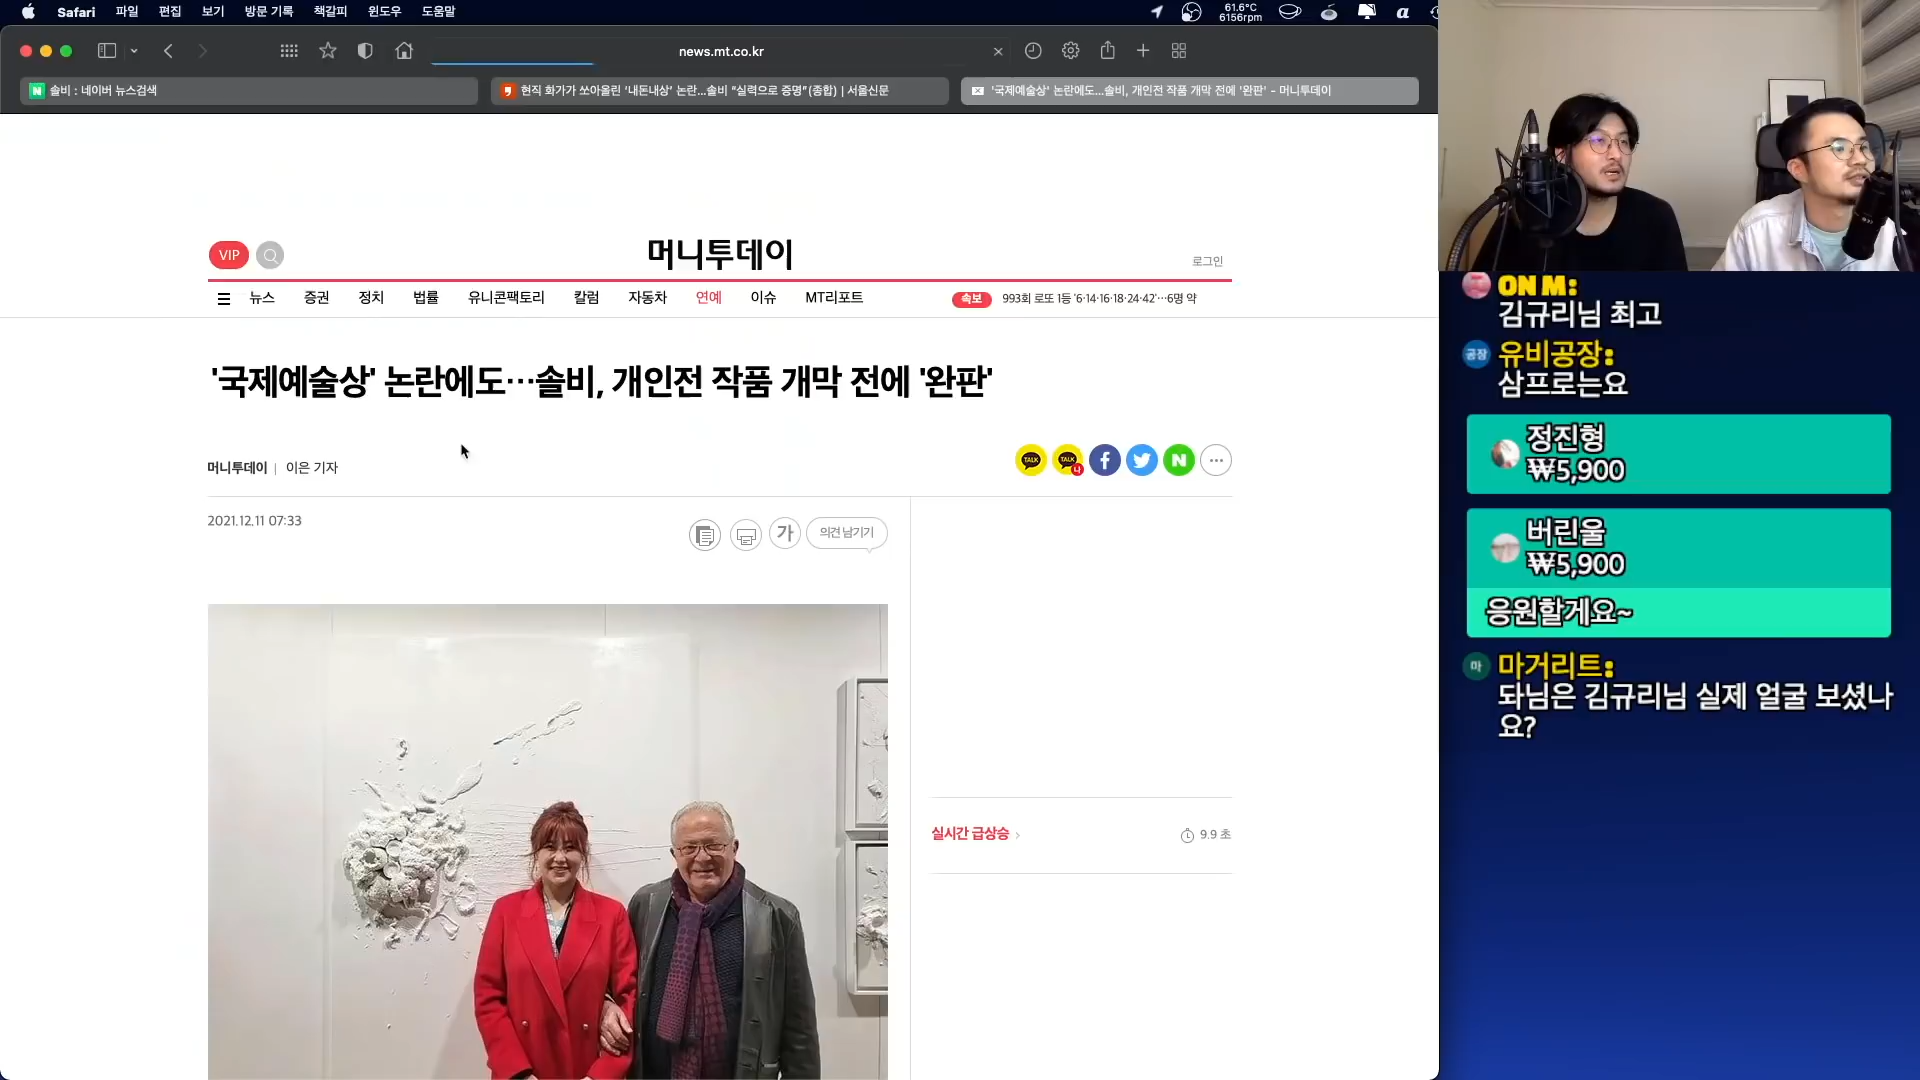 Safari 파일 편집 보기 방문 기록 책갈피 윈도우 도움말
61.6°C
6156rpm
news.mt.co.kr
솔비 : 네이버 뉴스검색
현직 화가가 쏘아올린 '내돈내상' 논란...솔비 “실력으로 증명”(종합) | 서울신문
'국제예술상' 논란에도...솔비, 개인전 작품 개막 전에 '완판' - 머니투데이
VIP
머니투데이
로그인
뉴스 증권 정치 법률 유니콘팩토리 칼럼 자동차 연예 이슈 MT리포트
속보 993회 로또 1등 '6·14·16·18·24·42'…6명 약
'국제예술상' 논란에도…솔비, 개인전 작품 개막 전에 '완판'
머니투데이 | 이은 기자
TALK
TALK
나
f
N
2021.12.11 07:33
가
의견 남기기
실시간 급상승
9.9 초
ON M:
김규리님 최고
공장
유비공장:
삼프로는요
정진형
₩5,900
버린울
₩5,900
응원할게요~
마
마거리트:
돠님은 김규리님 실제 얼굴 보셨나
요?